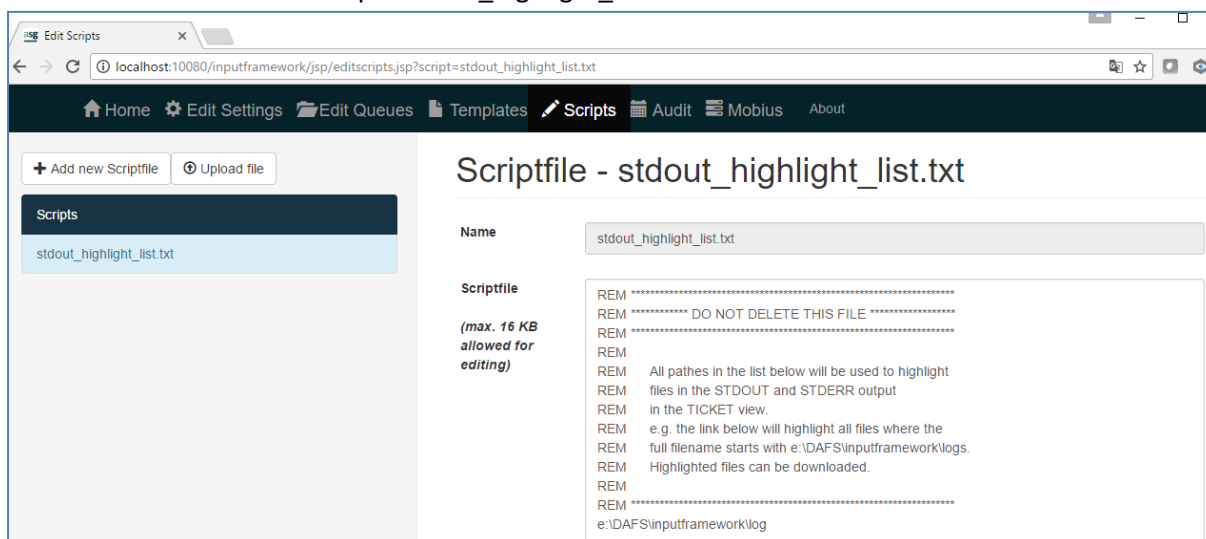 asg Edit Scripts
localhost:10080/inputframework/jsp/editscripts.jsp?script=stdout_highlight_list.txt
Home Edit Settings Edit Queues Templates Scripts Audit Mobius About
Add new Scriptfile Upload file
Scripts
stdout_highlight_list.txt
Scriptfile - stdout_highlight_list.txt
Name
stdout_highlight_list.txt
Scriptfile
(max. 16 KB
allowed for
editing)
REM ********************************************************************
REM ************ DO NOT DELETE THIS FILE ******************
REM ********************************************************************
REM
REM All pathes in the list below will be used to highlight
REM files in the STDOUT and STDERR output
REM in the TICKET view.
REM e.g. the link below will highlight all files where the
REM full filename starts with e:\DAFS\inputframework\logs.
REM Highlighted files can be downloaded.
REM
REM ********************************************************************
e:\DAFS\inputframework\log